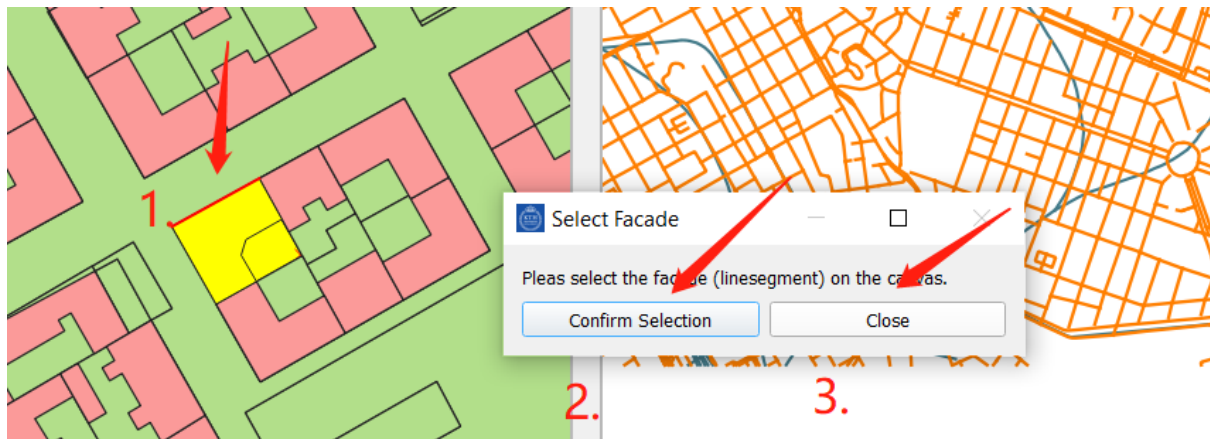 1.
Select Facade
Pleas select the facade (linesegment) on the canvas.
Confirm Selection
Close
2.
3.